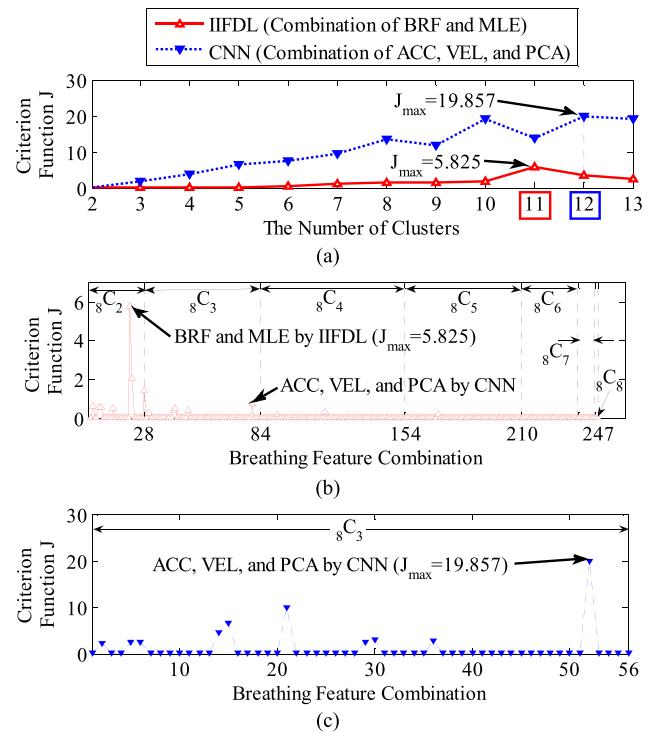 (a)
IIFDL (Combination of BRF and MLE)
CNN (Combination of ACC, VEL, and PCA)
Criterion
Function J
30
20
10
0
Jmax=19.857
Jmax=5.825
2 3 4 5 6 7 8 9 10 11 12 13
The Number of Clusters
(a)
8C2 8C3 8C4 8C5 8C6
8C7
8C8
Criterion
Function J
6
4
2
0
BRF and MLE by IIFDL (Jmax=5.825)
ACC, VEL, and PCA by CNN
28 84 154 210 247
Breathing Feature Combination
(b)
8C3
Criterion
Function J
30
20
10
0
ACC, VEL, and PCA by CNN (Jmax=19.857)
10 20 30 40 50 56
Breathing Feature Combination
(c)